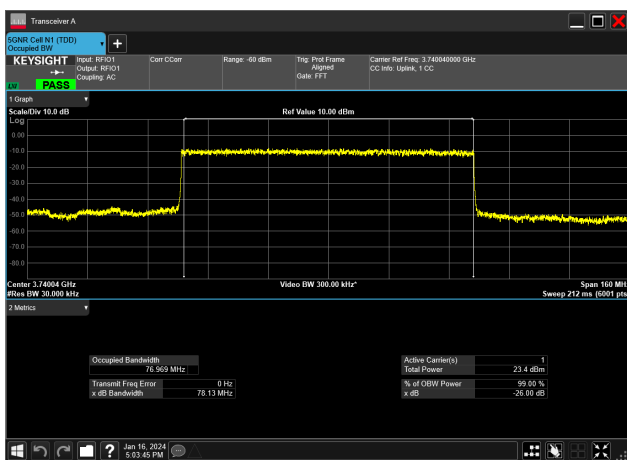 Transceiver A
5GNR Cell N1 (TDD)
Occupied BW
KEYSIGHT Input: RFIO1 Corr CCorr Range: -60 dBm Trig: Prot Frame Carrier Ref Freq: 3.740040000 GHz
Output: RFIO1 Aligned CC Info: Uplink, 1 CC
Coupling: AC Gate: FFT
PASS
1 Graph
Scale/Div 10.0 dB Ref Value 10.00 dBm
Log
0.00
-10.0
-20.0
-30.0
-40.0
-50.0
-60.0
-70.0
-80.0
Center 3.74004 GHz Video BW 300.00 kHz* Span 160 MH
#Res BW 30.000 kHz Sweep 212 ms (6001 pts
2 Metrics
Occupied Bandwidth Active Carrier(s) 1
76.969 MHz Total Power 23.4 dBm
Transmit Freq Error 0 Hz % of OBW Power 99.00 %
x dB Bandwidth 78.13 MHz x dB -26.00 dB
Jan 16, 2024
5:03:45 PM